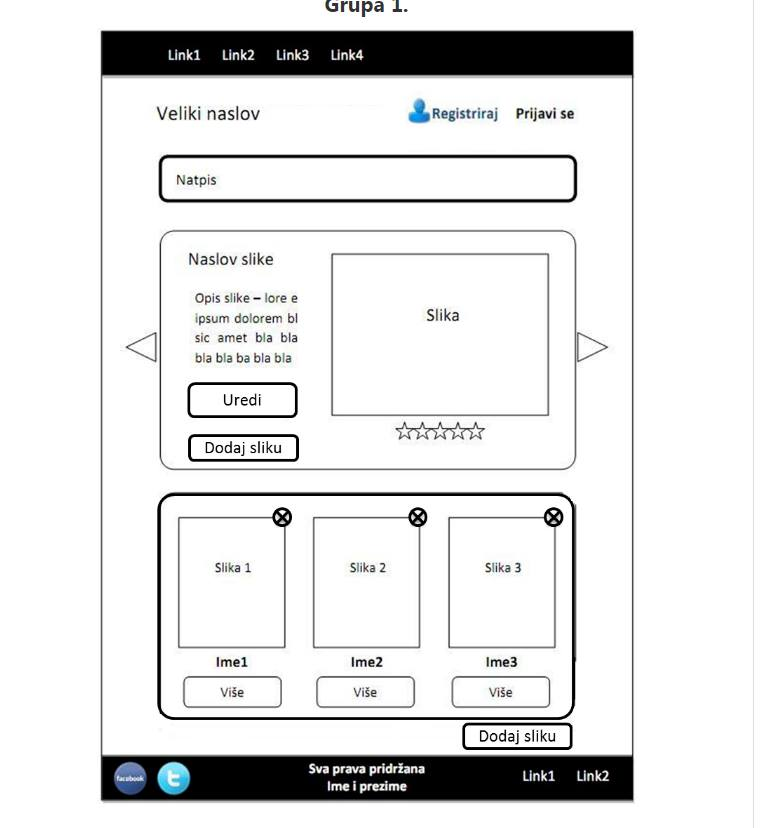 Grupa 1.
Link1 Link2 Link3 Link4
Veliki naslov Registriraj Prijavi se
Natpis
Naslov slike
Opis slike – lore e
ipsum dolorem bl
sic amet bla bla
bla bla ba bla bla
Uredi
Dodaj sliku
Slika
Slika 1 Slika 2 Slika 3
Ime1 Ime2 Ime3
Više Više Više
Dodaj sliku
facebook t
Sva prava pridržana
Ime i prezime
Link1 Link2